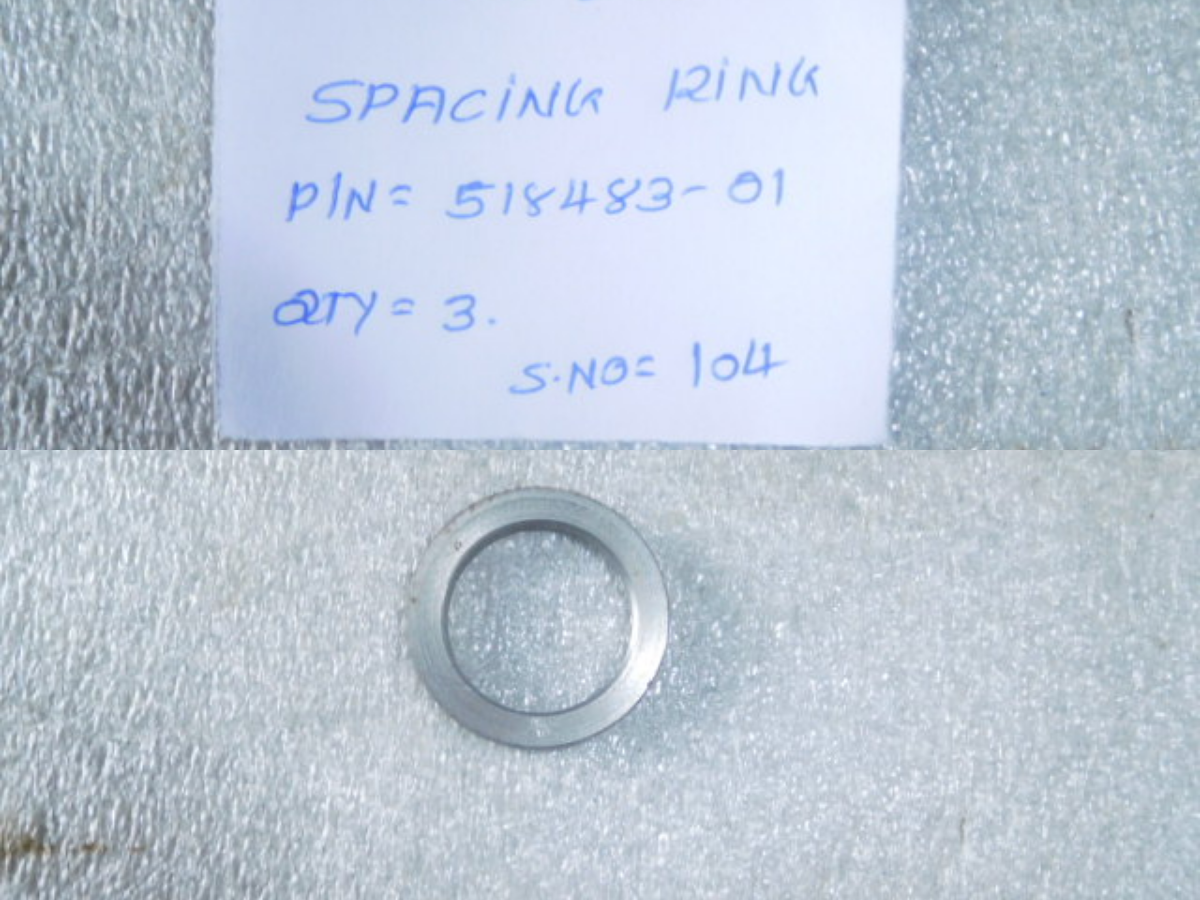 SPACING RING
P/N= 518483-01
QTY = 3.
S.NO= 104